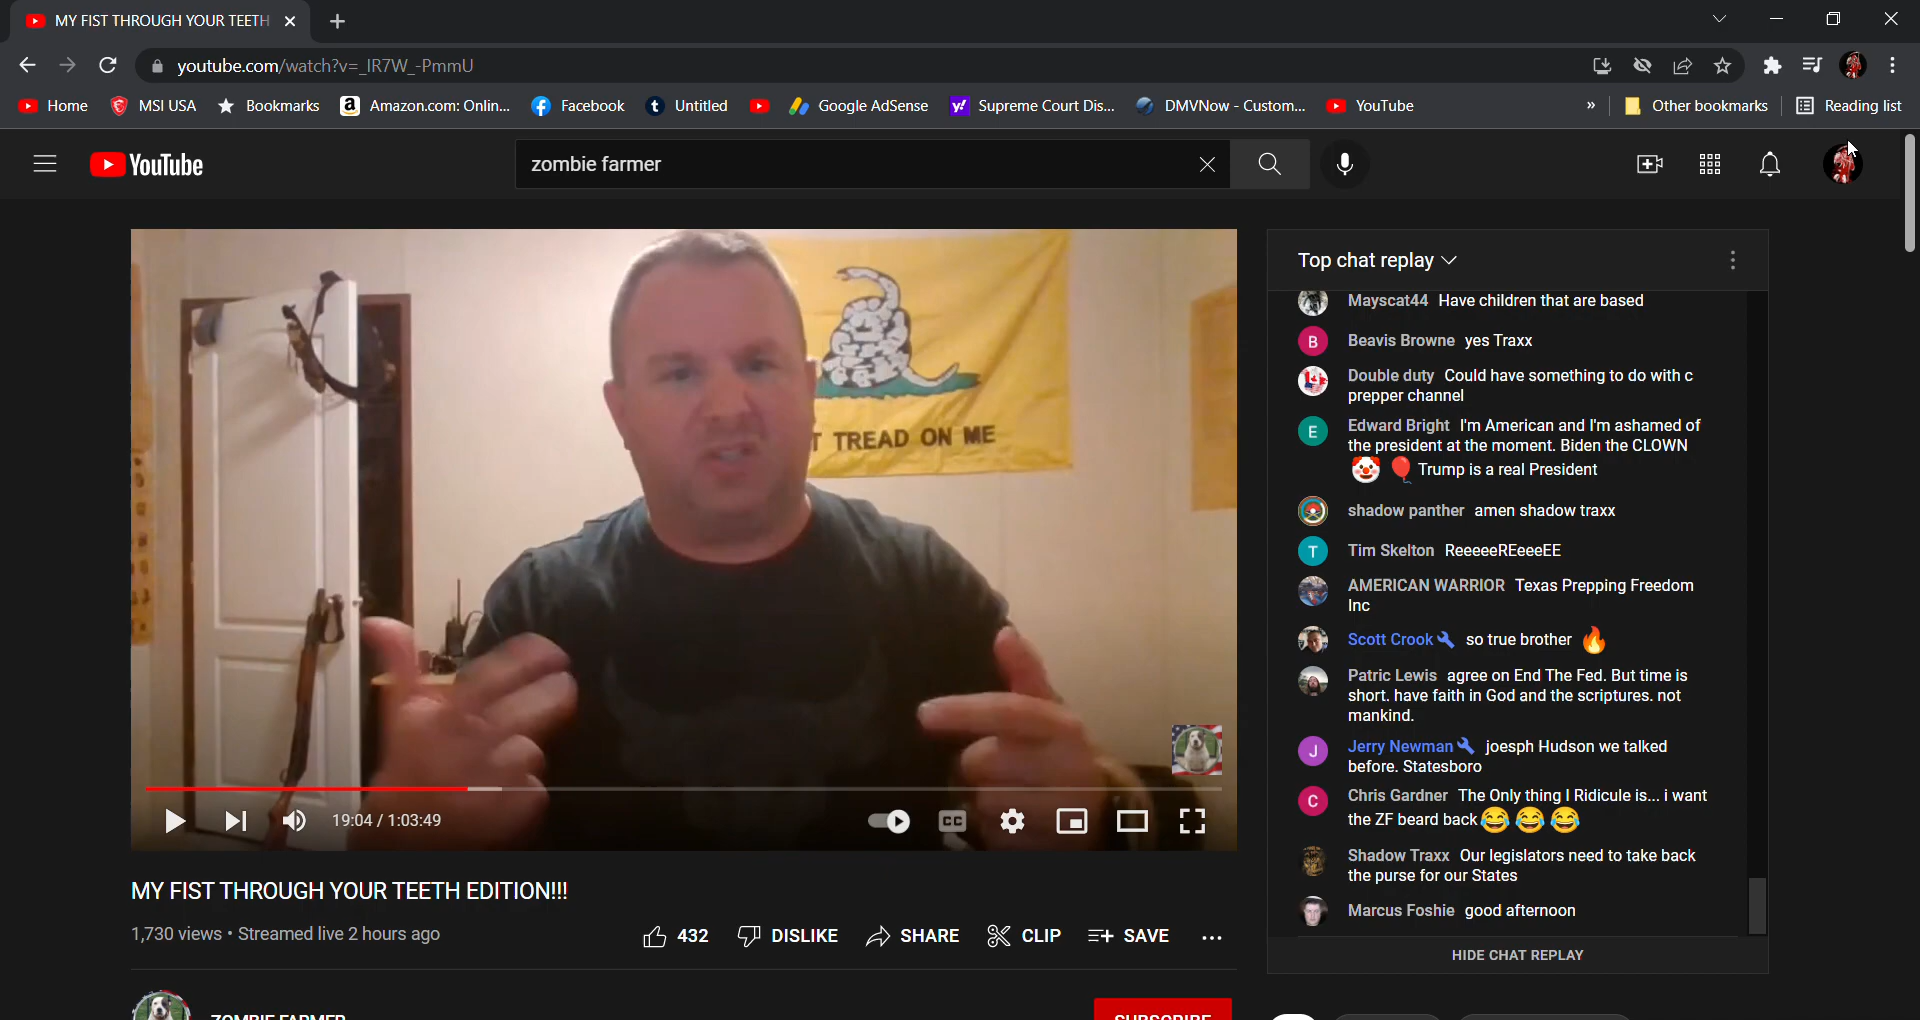 MY FIST THROUGH YOUR TEETH
youtube.com/watch?v=_IR7W_-PmmU
Home MSI USA Bookmarks Amazon.com: Onlin... Facebook Untitled Google AdSense Supreme Court Dis... DMVNow - Custom... YouTube » Other bookmarks Reading list
YouTube
zombie farmer
T TREAD ON ME
19:04 / 1:03:49
CC
MY FIST THROUGH YOUR TEETH EDITION!!!
1,730 views • Streamed live 2 hours ago
432 DISLIKE SHARE CLIP SAVE
ZOMBIE FARMER
SUBSCRIBE
Top chat replay
Mayscat44 Have children that are based
B Beavis Browne yes Traxx
Double duty Could have something to do with c
prepper channel
E Edward Bright I'm American and I'm ashamed of
the president at the moment. Biden the CLOWN
🤡 🎈 Trump is a real President
shadow panther amen shadow traxx
T Tim Skelton ReeeeeREeeeEE
AMERICAN WARRIOR Texas Prepping Freedom
Inc
Scott Crook so true brother 🔥
Patric Lewis agree on End The Fed. But time is
short. have faith in God and the scriptures. not
mankind.
J Jerry Newman joesph Hudson we talked
before. Statesboro
C Chris Gardner The Only thing I Ridicule is... i want
the ZF beard back 😂 😂 😂
Shadow Traxx Our legislators need to take back
the purse for our States
Marcus Foshie good afternoon
HIDE CHAT REPLAY